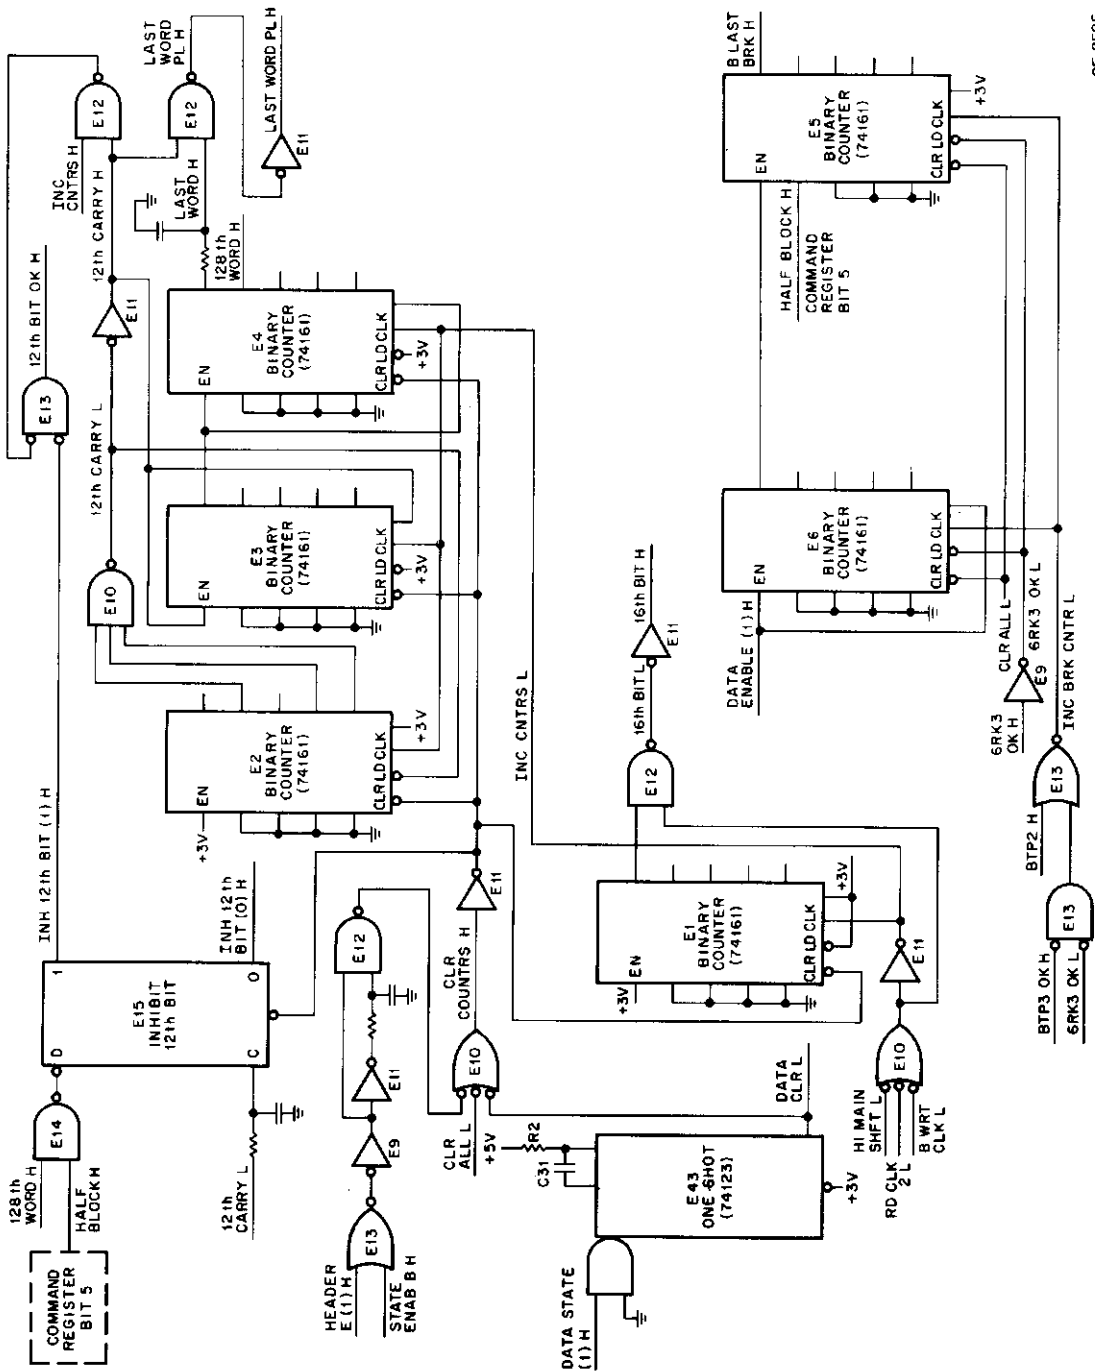 COMMAND
REGISTER
BIT 5
128th
WORD H
HALF
BLOCK H
E14
D
1
E15
INHIBIT
12th BIT
C
0
INH 12th BIT (1) H
INH 12th
BIT (0) H
12th
CARRY L
E13
12th BIT OK H
INC
CNTRS H
E12
LAST
WORD
PL H
12th CARRY H
E11
12th CARRY L
E10
E12
LAST
WORD H
E11
LAST WORD PL H
128th
WORD H
+3V
EN
E2
BINARY
COUNTER
(74161)
CLR LD CLK
+3V
EN
E3
BINARY
COUNTER
(74161)
CLR LD CLK
+3V
EN
E4
BINARY
COUNTER
(74161)
CLR LD CLK
+3V
HEADER
E (1) H
STATE
ENAB B H
E13
E9
E11
E12
CLR
COUNTRS H
E11
E10
CLR
ALL L
+5V
R2
C31
E43
ONE SHOT
(74123)
+3V
DATA STATE
(1) H
DATA
CLR L
INC CNTRS L
+3V
EN
E1
BINARY
COUNTER
(74161)
CLR LD CLK
+3V
E12
16th BIT L
E11
16th BIT H
HI MAIN
SHFT L
RD CLK
2 L
B WRT
CLK L
E10
E11
DATA
ENABLE (1) H
EN
E6
BINARY
COUNTER
(74161)
CLR LD CLK
HALF BLOCK H
COMMAND
REGISTER
BIT 5
EN
E5
BINARY
COUNTER
(74161)
CLR LD CLK
+3V
B LAST
BRK H
CLR ALL L
6RK3
OK H
E9
6RK3 OK L
INC BRK CNTR L
BTP2 H
E13
BTP3 OK H
6RK3 OK L
E13